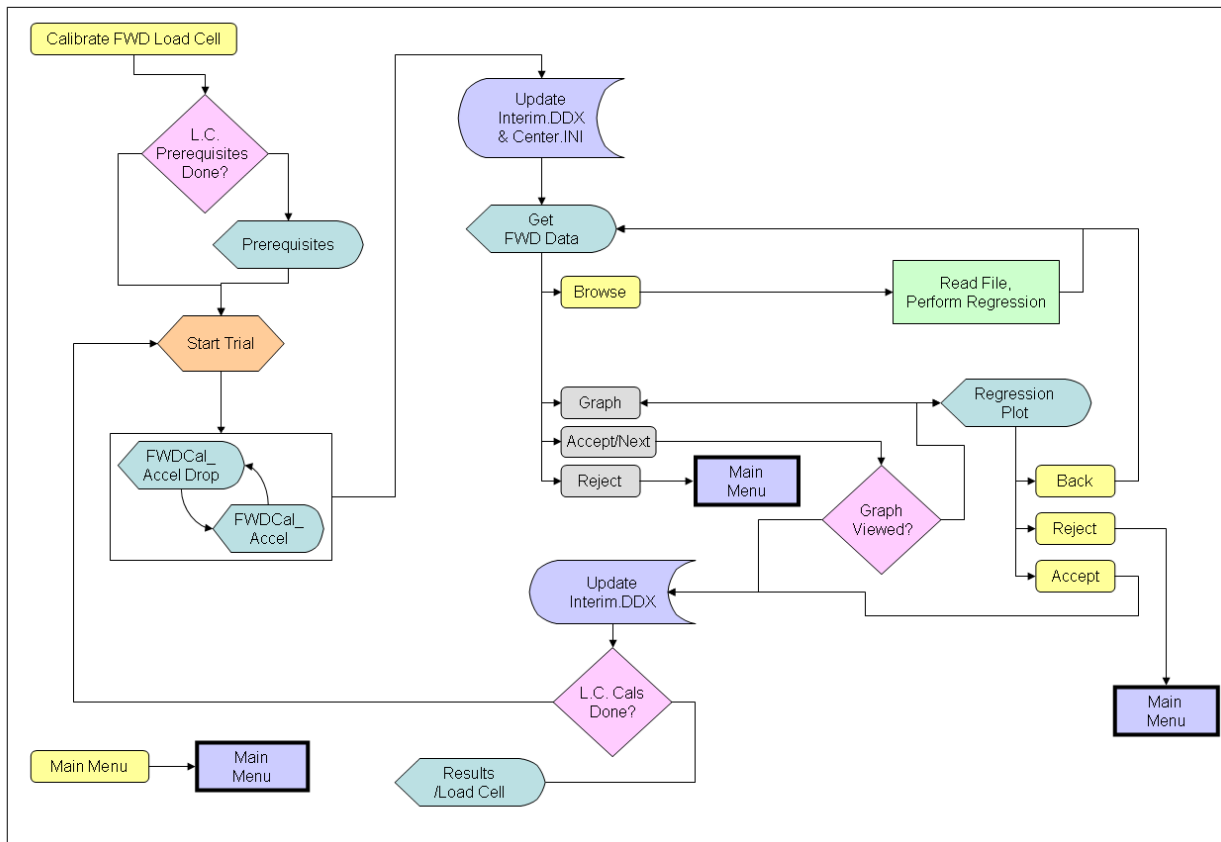 Calibrate FWD Load Cell
L.C.
Prerequisites
Done?
Prerequisites
Start Trial
FWDCal_
Accel Drop
FWDCal_
Accel
Update
Interim.DDX
& Center.INI
Get
FWD Data
Browse
Read File,
Perform Regression
Graph
Regression
Plot
Accept/Next
Reject
Main
Menu
Graph
Viewed?
Back
Reject
Accept
Update
Interim.DDX
L.C. Cals
Done?
Main
Menu
Main Menu
Main
Menu
Results
/Load Cell